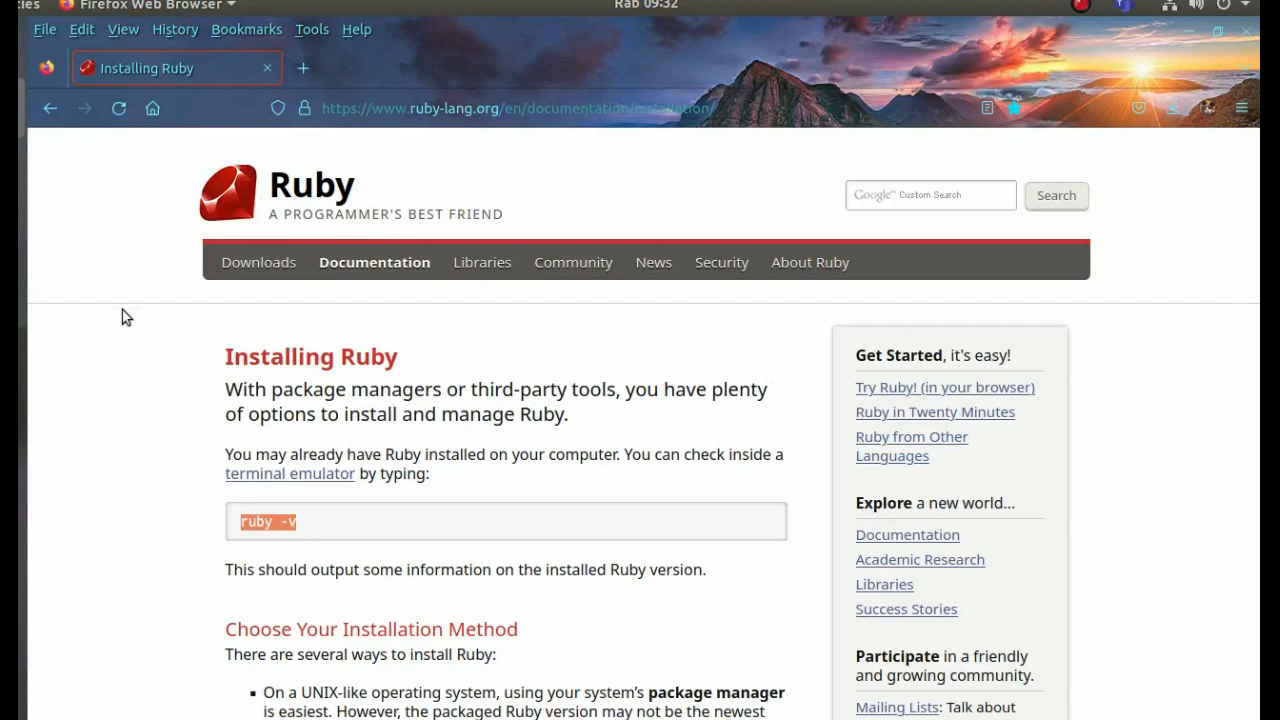 ties Firefox Web Browser Rab 09:32
File Edit View History Bookmarks Tools Help
Installing Ruby
https://www.ruby-lang.org/en/documentation/installation/
Ruby
A PROGRAMMER'S BEST FRIEND
Google™ Custom Search
Search
Downloads Documentation Libraries Community News Security About Ruby
Installing Ruby
With package managers or third-party tools, you have plenty
of options to install and manage Ruby.
You may already have Ruby installed on your computer. You can check inside a
terminal emulator by typing:
ruby -v
This should output some information on the installed Ruby version.
Choose Your Installation Method
There are several ways to install Ruby:
▪ On a UNIX-like operating system, using your system's package manager
is easiest. However, the packaged Ruby version may not be the newest
Get Started, it's easy!
Try Ruby! (in your browser)
Ruby in Twenty Minutes
Ruby from Other
Languages
Explore a new world...
Documentation
Academic Research
Libraries
Success Stories
Participate in a friendly
and growing community.
Mailing Lists: Talk about